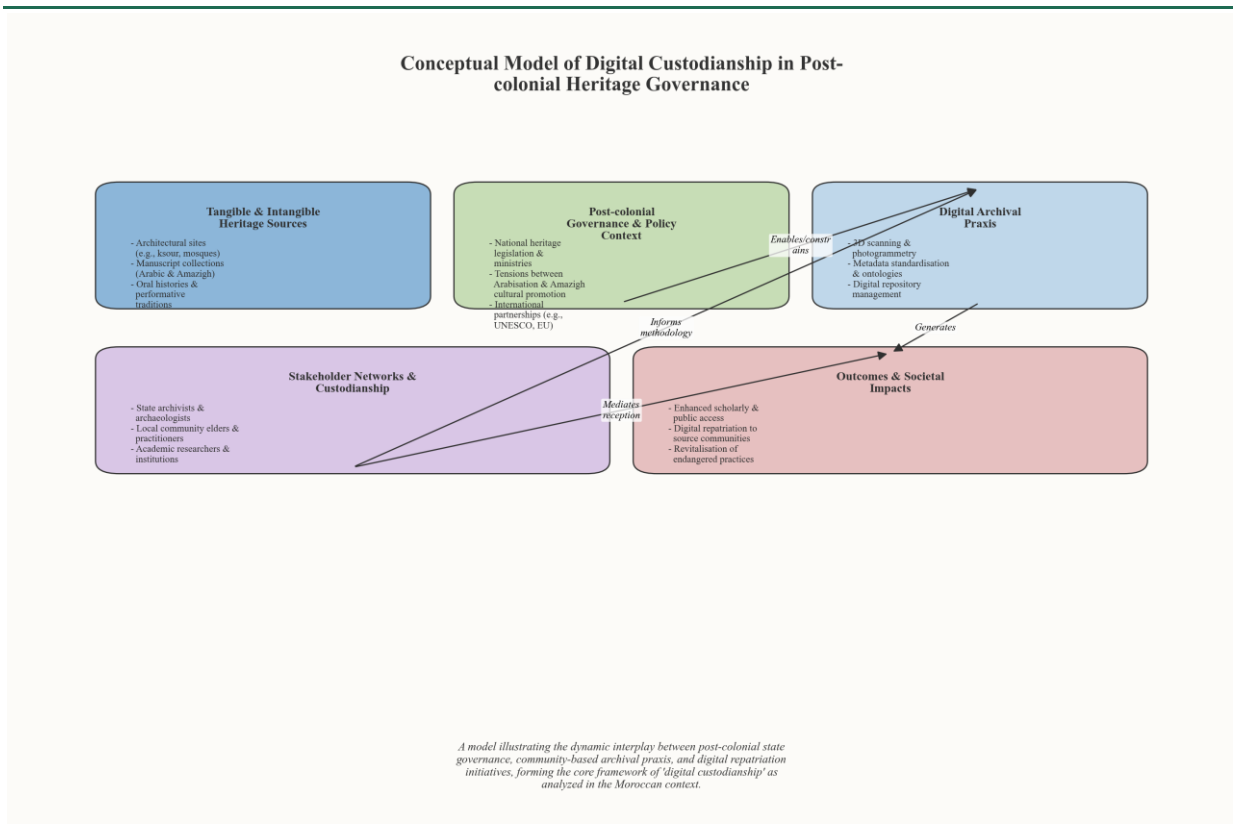 Conceptual Model of Digital Custodianship in Post-
colonial Heritage Governance
Tangible & Intangible
Heritage Sources
- Architectural sites
(e.g., ksour, mosques)
- Manuscript collections
(Arabic & Amazigh)
- Oral histories &
performative
traditions
Post-colonial
Governance & Policy
Context
- National heritage
legislation &
ministries
- Tensions between
Arabisation & Amazigh
cultural promotion
- International
partnerships (e.g.,
UNESCO, EU)
Enables/constr
ains
Digital Archival
Praxis
- 3D scanning &
photogrammetry
- Metadata standardisation
& ontologies
- Digital repository
management
Informs
methodology
Generates
Stakeholder Networks &
Custodianship
- State archivists &
archaeologists
- Local community elders &
practitioners
- Academic researchers &
institutions
Mediates
reception
Outcomes & Societal
Impacts
- Enhanced scholarly &
public access
- Digital repatriation to
source communities
- Revitalisation of
endangered practices
A model illustrating the dynamic interplay between post-colonial state
governance, community-based archival praxis, and digital repatriation
initiatives, forming the core framework of 'digital custodianship' as
analyzed in the Moroccan context.